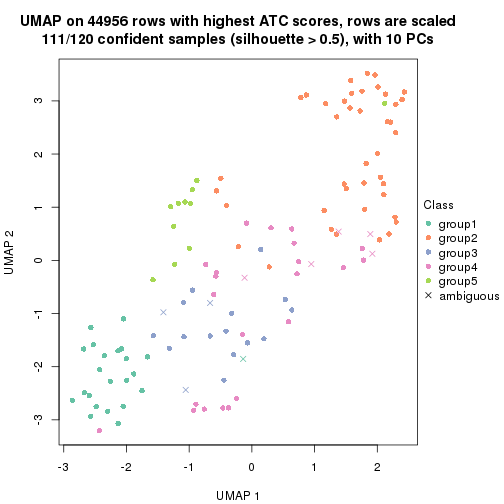 UMAP on 44956 rows with highest ATC scores, rows are scaled
111/120 confident samples (silhouette > 0.5), with 10 PCs
3
2
1
0
-1
-2
-3
UMAP 2
-3
-2
-1
0
1
2
UMAP 1
Class
group1
group2
group3
group4
group5
ambiguous